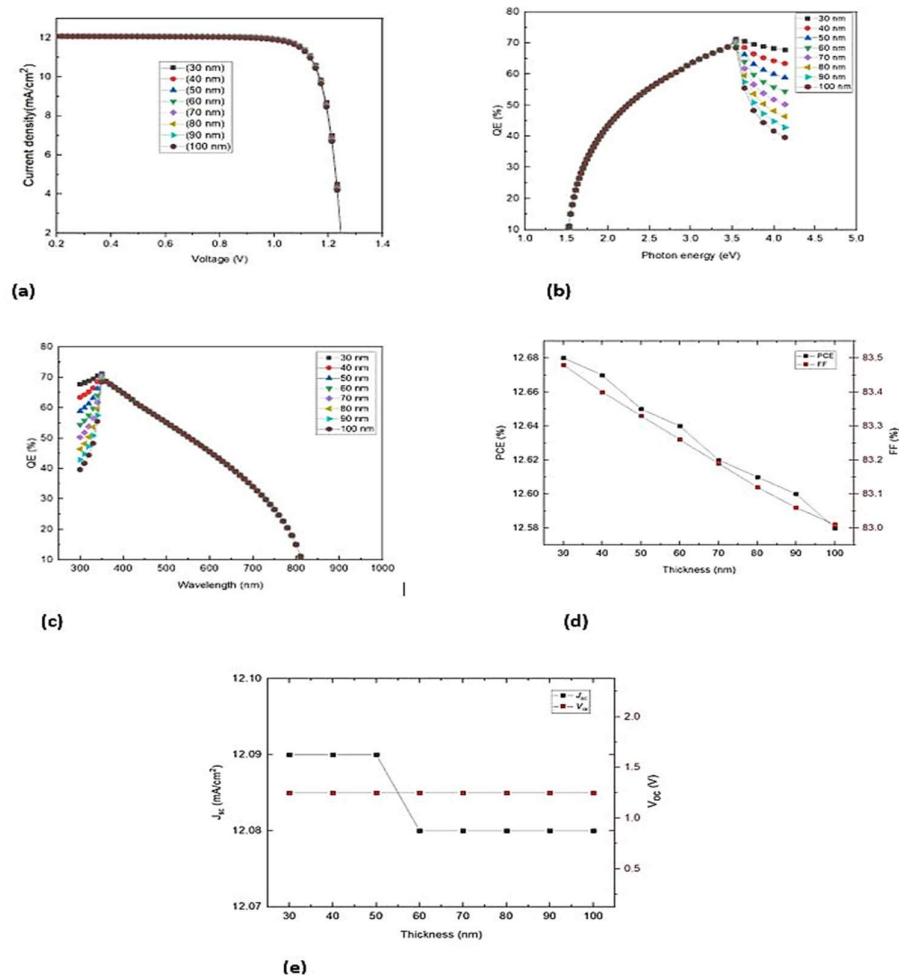 Current density(mA/cm²)
14
12
10
8
6
4
2
(30 nm)
(40 nm)
(50 nm)
(60 nm)
(70 nm)
(80 nm)
(90 nm)
(100 nm)
0.2 0.4 0.6 0.8 1.0 1.2 1.4
Voltage (V)
(a)
QE (%)
80
70
60
50
40
30
20
10
30 nm
40 nm
50 nm
60 nm
70 nm
80 nm
90 nm
100 nm
1.0 1.5 2.0 2.5 3.0 3.5 4.0 4.5 5.0
Photon energy (eV)
(b)
QE (%)
80
70
60
50
40
30
20
10
30 nm
40 nm
50 nm
60 nm
70 nm
80 nm
90 nm
100 nm
300 400 500 600 700 800 900 1000
Wavelength (nm)
(c)
PCE (%)
12.68
12.66
12.64
12.62
12.60
12.58
PCE
FF
83.5
83.4
83.3
83.2
83.1
83.0
FF (%)
30 40 50 60 70 80 90 100
Thickness (nm)
(d)
Jsc (mA/cm²)
12.10
12.09
12.08
12.07
Jsc
2.0
1.5
1.0
0.5
VOC (V)
30 40 50 60 70 80 90 100
Thickness (nm)
(e)